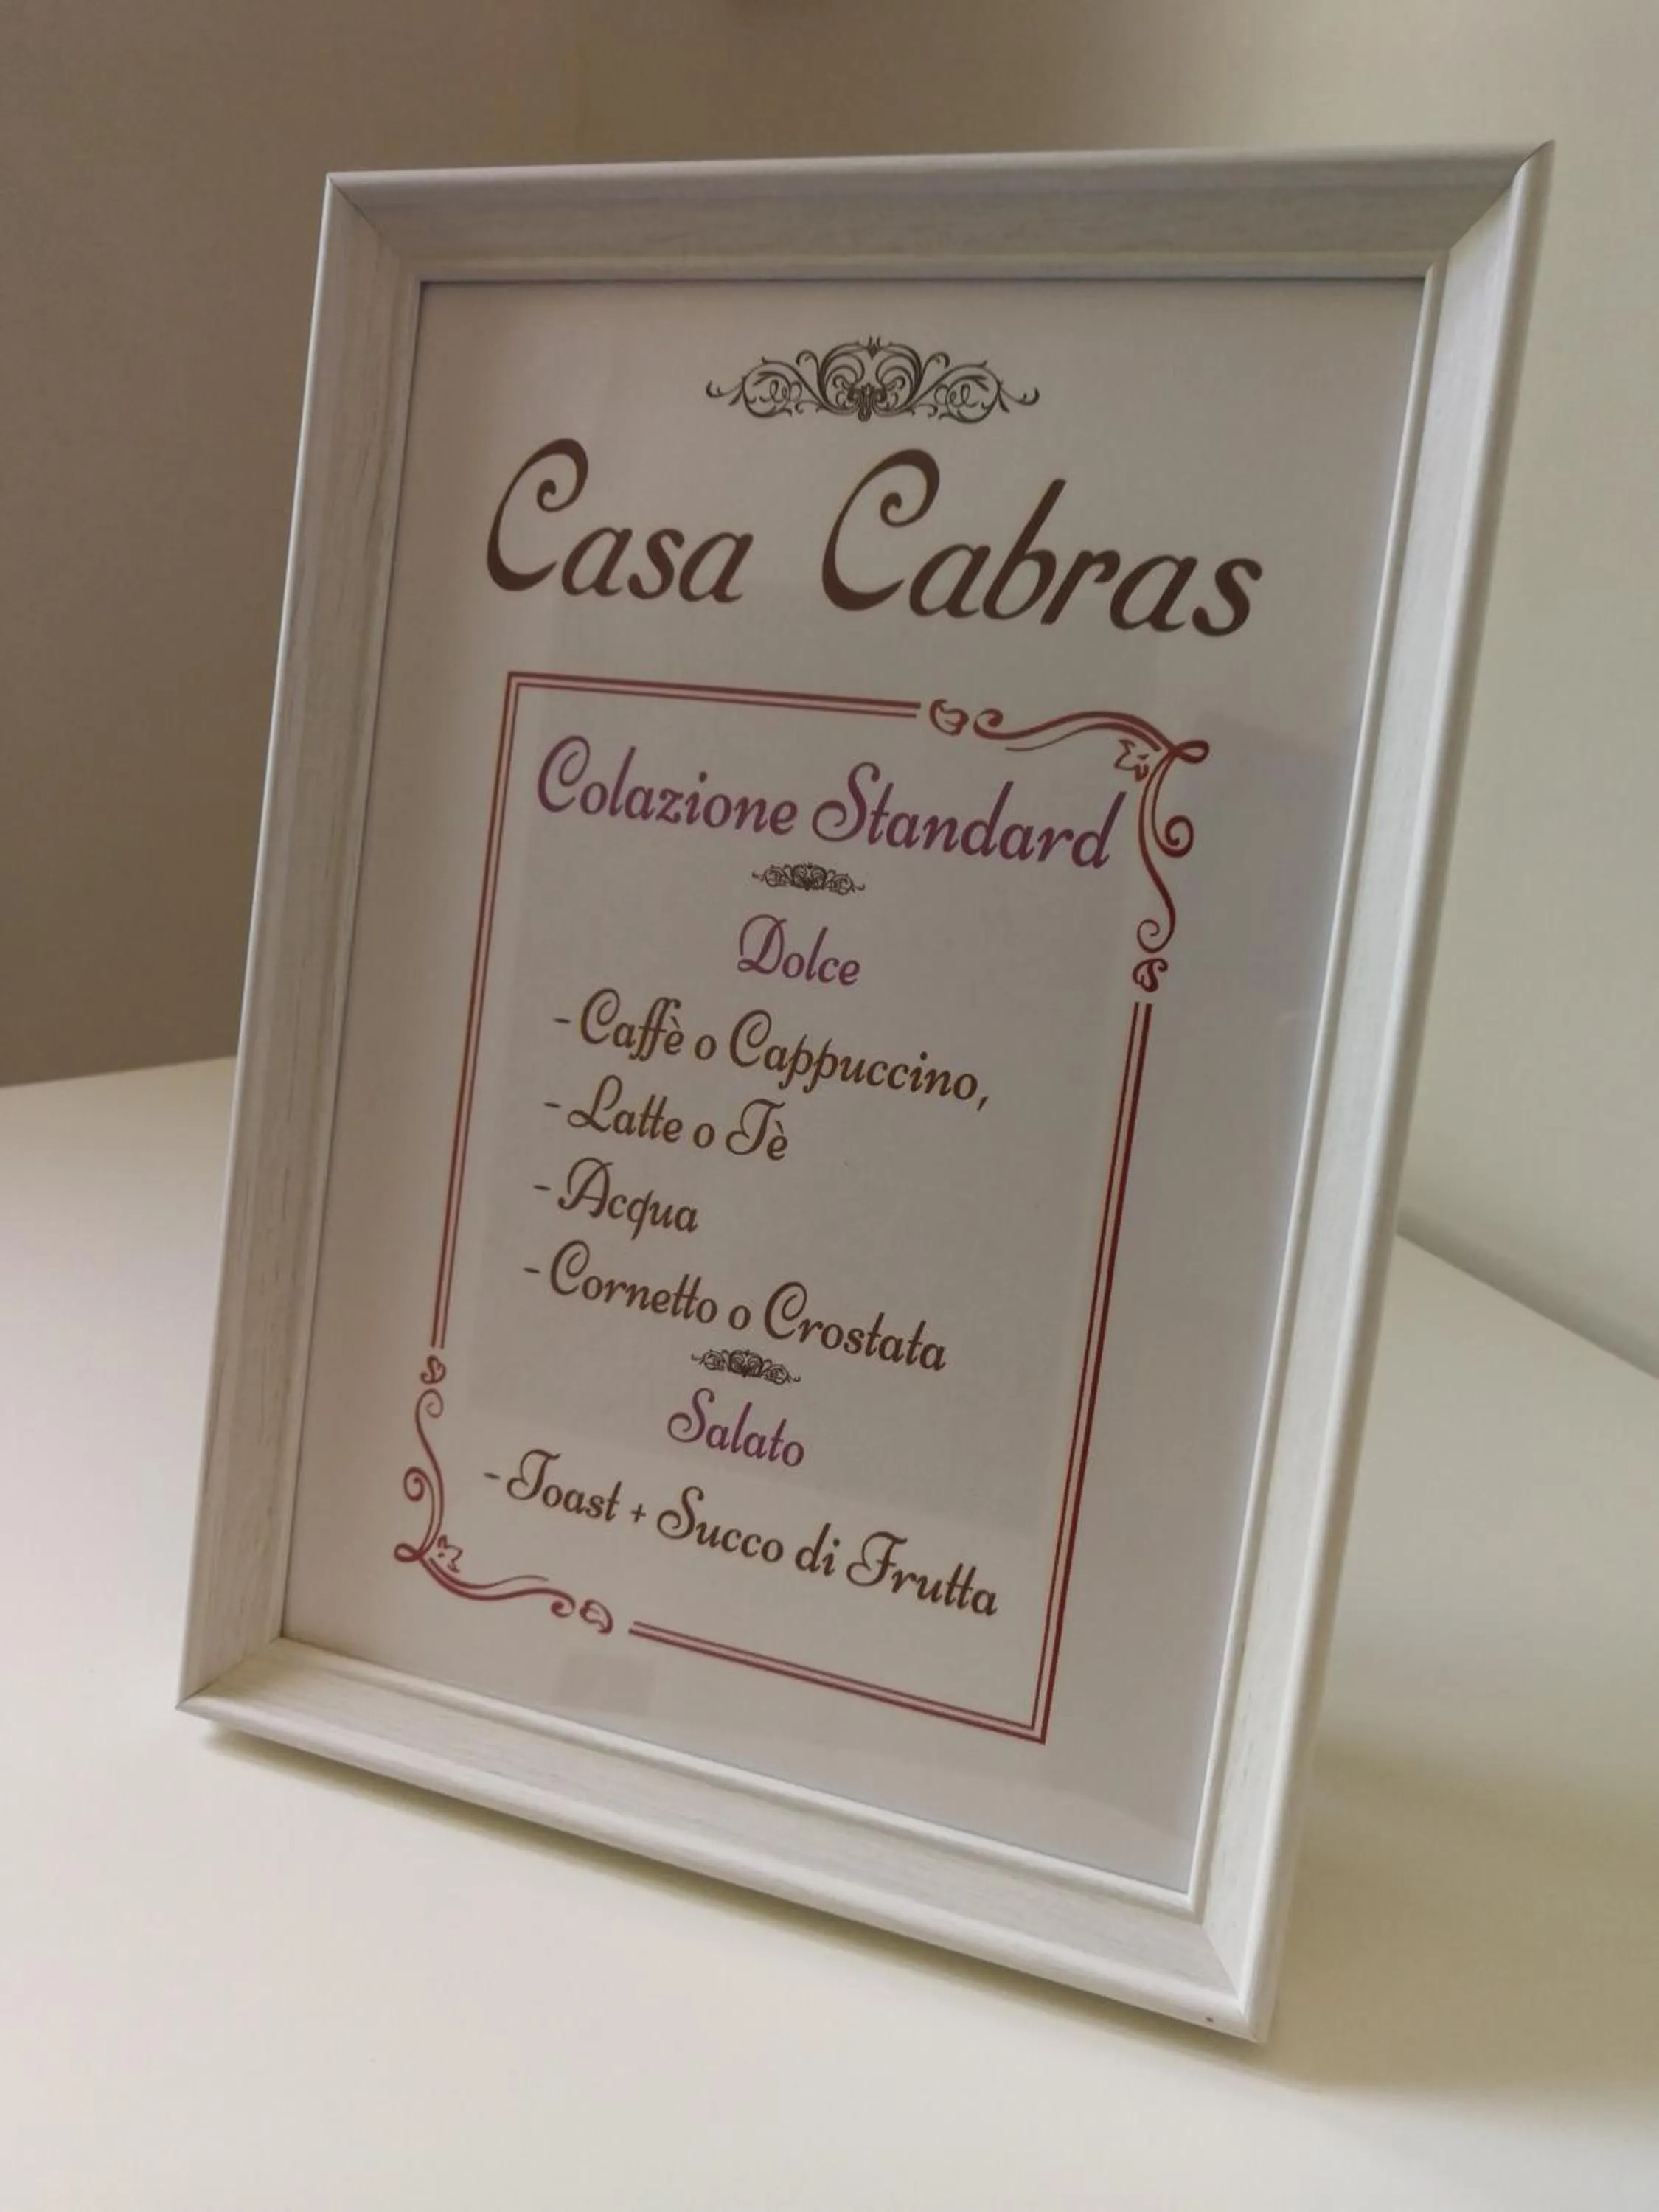 Casa Cabras
Colazione Standard
Dolce
- Caffè o Cappuccino,
- Latte o Tè
- Acqua
- Cornetto o Crostata
Salato
- Toast + Succo di Frutta